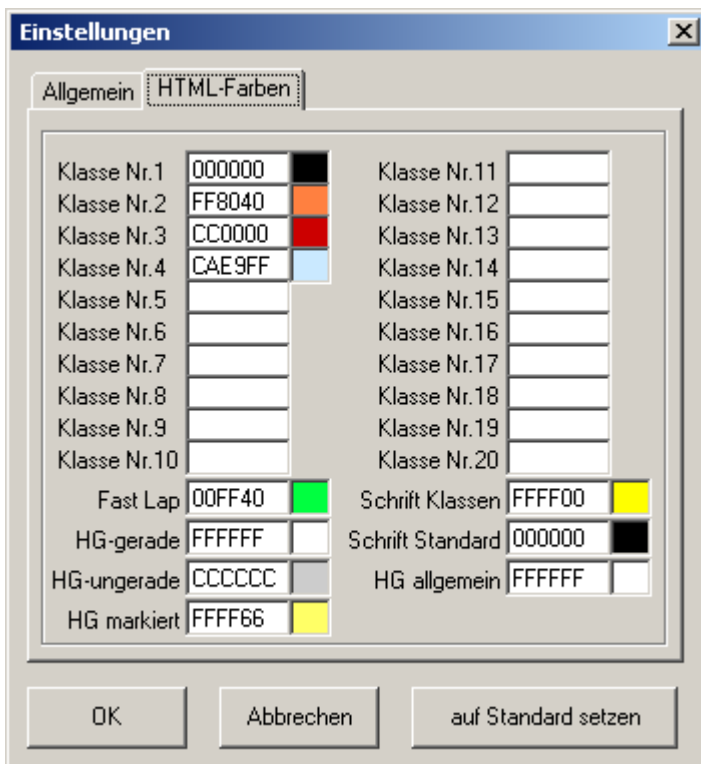 Einstellungen
Allgemein HTML-Farben
Klasse Nr.1 000000 Klasse Nr.11
Klasse Nr.2 FF8040 Klasse Nr.12
Klasse Nr.3 CC0000 Klasse Nr.13
Klasse Nr.4 CAE9FF Klasse Nr.14
Klasse Nr.5 Klasse Nr.15
Klasse Nr.6 Klasse Nr.16
Klasse Nr.7 Klasse Nr.17
Klasse Nr.8 Klasse Nr.18
Klasse Nr.9 Klasse Nr.19
Klasse Nr.10 Klasse Nr.20
Fast Lap 00FF40 Schrift Klassen FFFF00
HG-gerade FFFFFF Schrift Standard 000000
HG-ungerade CCCCCC HG allgemein FFFFFF
HG markiert FFFF66
OK Abbrechen auf Standard setzen